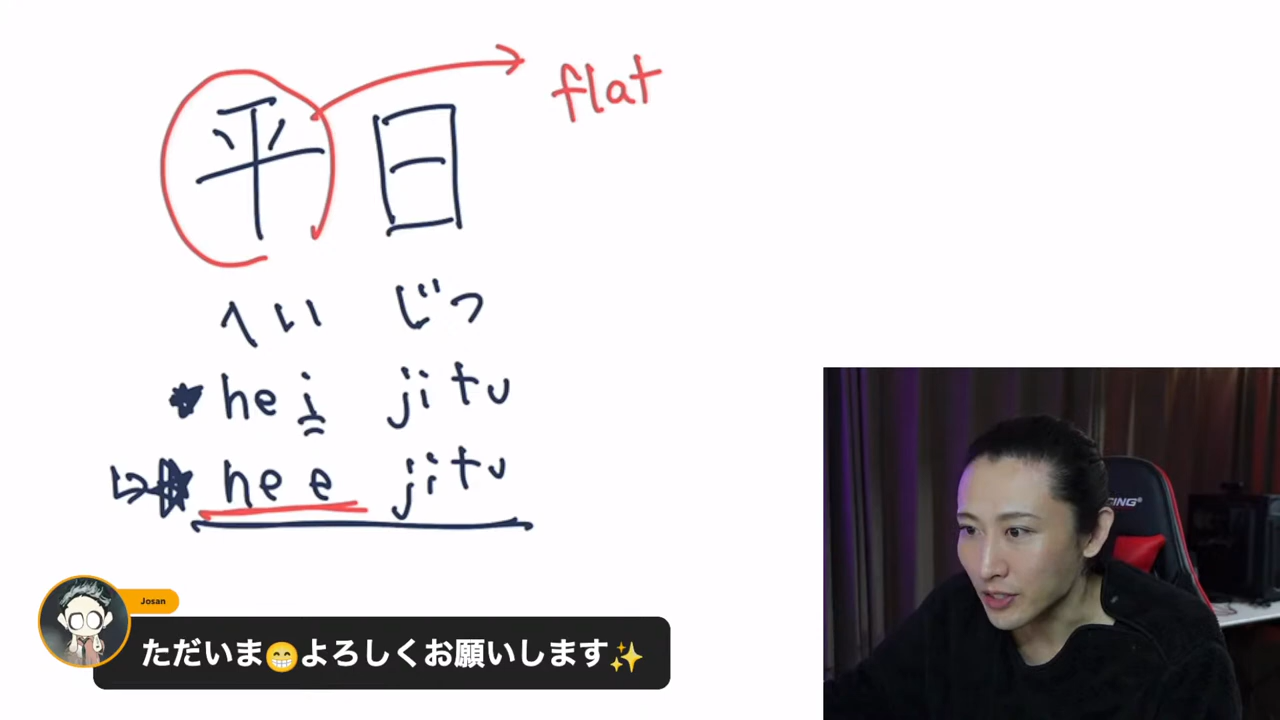 平日 flat
へい じつ
★ hei jitu
↳→★ hee jitu
Josan
ただいま😁よろしくお願いします✨
CING